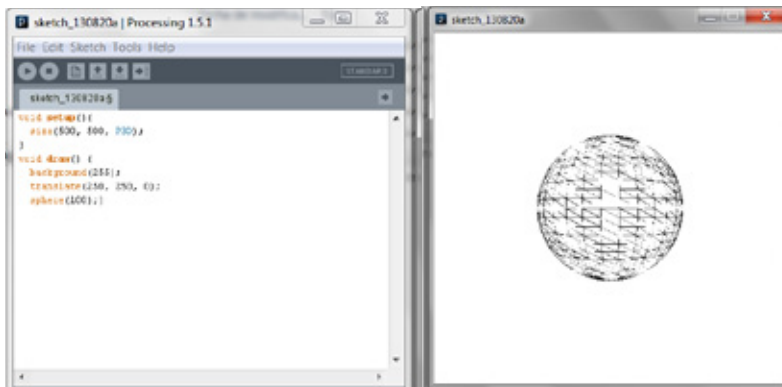 sketch_130820a | Processing 1.5.1
File Edit Sketch Tools Help
STANDARD
sketch_130820a §
void setup(){
size(500, 500, P3D);
}
void draw() {
background(255);
translate(250, 250, 0);
sphere(100);}
sketch_130820a